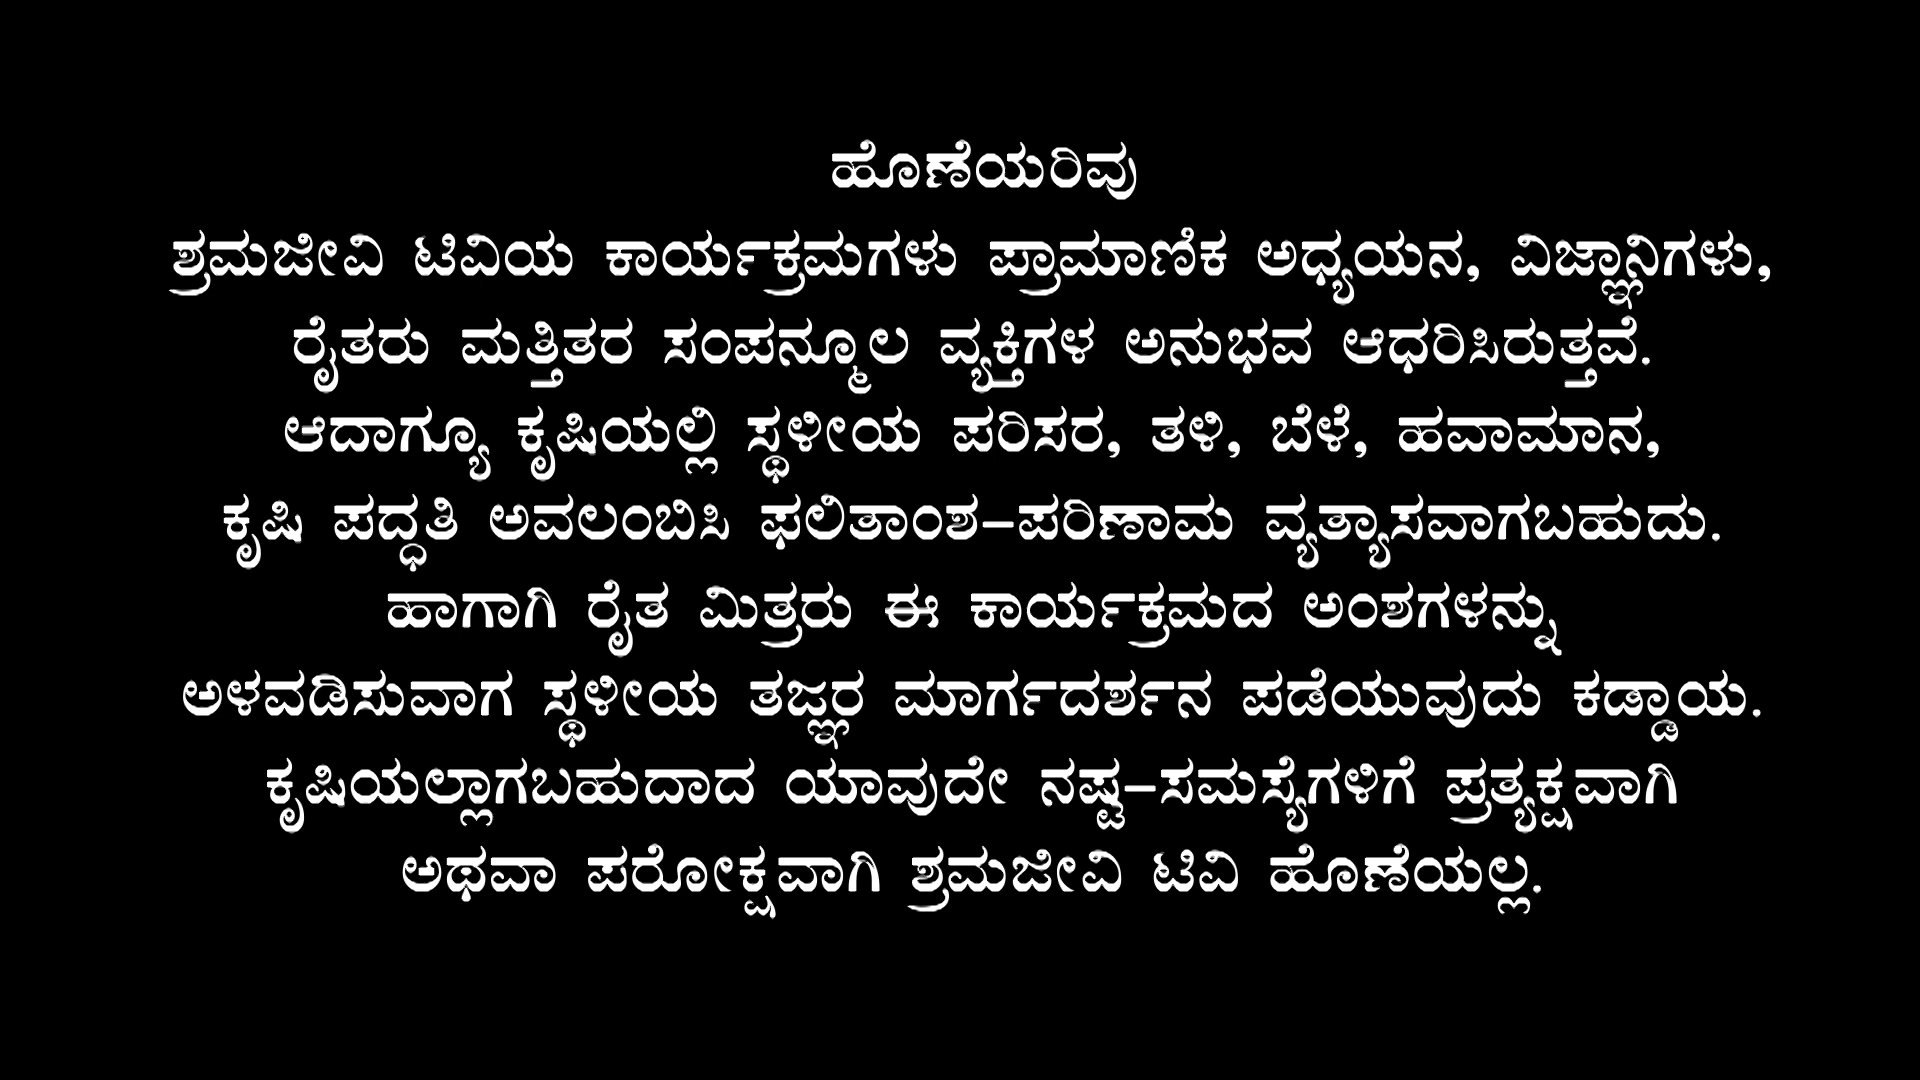 ಹೊಣೆಯರಿವು
ಶ್ರಮಜೀವಿ ಟಿವಿಯ ಕಾರ್ಯಕ್ರಮಗಳು ಪ್ರಾಮಾಣಿಕ ಅಧ್ಯಯನ, ವಿಜ್ಞಾನಿಗಳು,
ರೈತರು ಮತ್ತಿತರ ಸಂಪನ್ಮೂಲ ವ್ಯಕ್ತಿಗಳ ಅನುಭವ ಆಧರಿಸಿರುತ್ತವೆ.
ಆದಾಗ್ಯೂ ಕೃಷಿಯಲ್ಲಿ ಸ್ಥಳೀಯ ಪರಿಸರ, ತಳಿ, ಬೆಳೆ, ಹವಾಮಾನ,
ಕೃಷಿ ಪದ್ಧತಿ ಅವಲಂಬಿಸಿ ಫಲಿತಾಂಶ-ಪರಿಣಾಮ ವ್ಯತ್ಯಾಸವಾಗಬಹುದು.
ಹಾಗಾಗಿ ರೈತ ಮಿತ್ರರು ಈ ಕಾರ್ಯಕ್ರಮದ ಅಂಶಗಳನ್ನು
ಅಳವಡಿಸುವಾಗ ಸ್ಥಳೀಯ ತಜ್ಞರ ಮಾರ್ಗದರ್ಶನ ಪಡೆಯುವುದು ಕಡ್ಡಾಯ.
ಕೃಷಿಯಲ್ಲಾಗಬಹುದಾದ ಯಾವುದೇ ನಷ್ಟ-ಸಮಸ್ಯೆಗಳಿಗೆ ಪ್ರತ್ಯಕ್ಷವಾಗಿ
ಅಥವಾ ಪರೋಕ್ಷವಾಗಿ ಶ್ರಮಜೀವಿ ಟಿವಿ ಹೊಣೆಯಲ್ಲ.